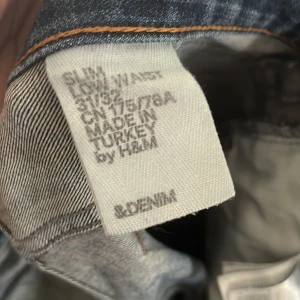 SLIM
LOW WAIST
31/32
CN 175/78A
MADE IN
TURKEY
by H&M
&DENIM